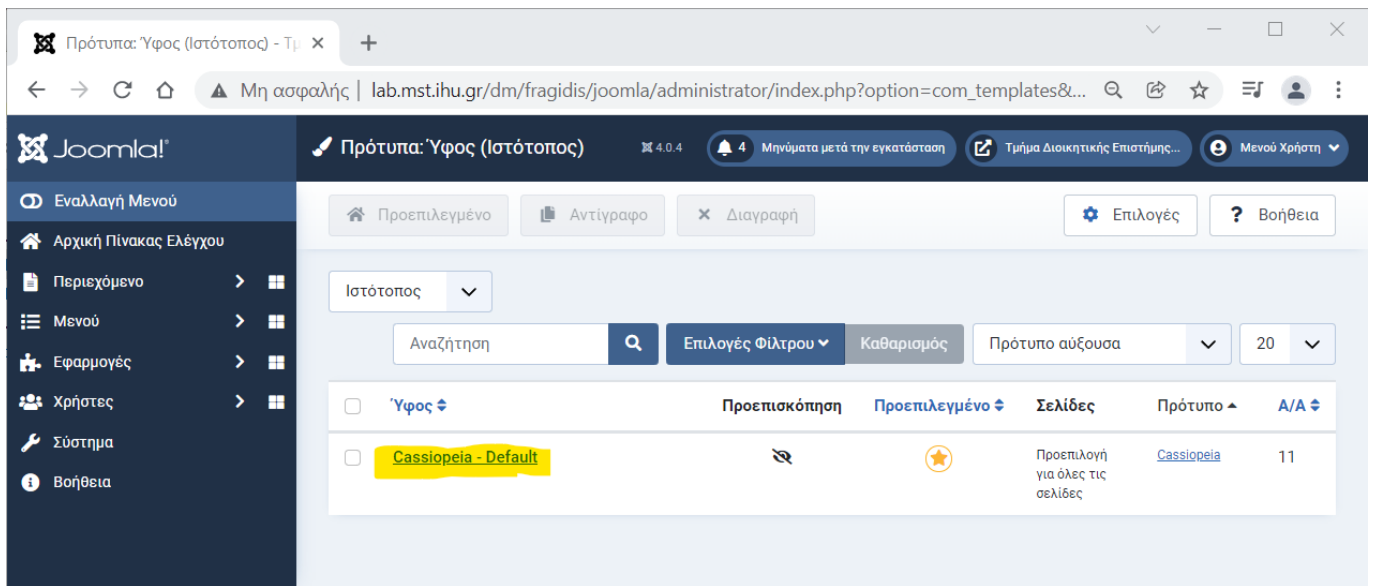 Πρότυπα: Ύφος (Ιστότοπος) - Τμ
Μη ασφαλής | lab.mst.ihu.gr/dm/fragidis/joomla/administrator/index.php?option=com_templates&...
Joomla!
Πρότυπα: Ύφος (Ιστότοπος) 4.0.4 4 Μηνύματα μετά την εγκατάσταση Τμήμα Διοικητικής Επιστήμης... Μενού Χρήστη
Εναλλαγή Μενού
Αρχική Πίνακας Ελέγχου
Περιεχόμενο
Μενού
Εφαρμογές
Χρήστες
Σύστημα
Βοήθεια
Προεπιλεγμένο Αντίγραφο Διαγραφή Επιλογές ? Βοήθεια
Ιστότοπος
Αναζήτηση Επιλογές Φίλτρου Καθαρισμός Πρότυπο αύξουσα 20
Ύφος Προεπισκόπηση Προεπιλεγμένο Σελίδες Πρότυπο Α/Α
Cassiopeia - Default Προεπιλογή Cassiopeia 11
για όλες τις
σελίδες